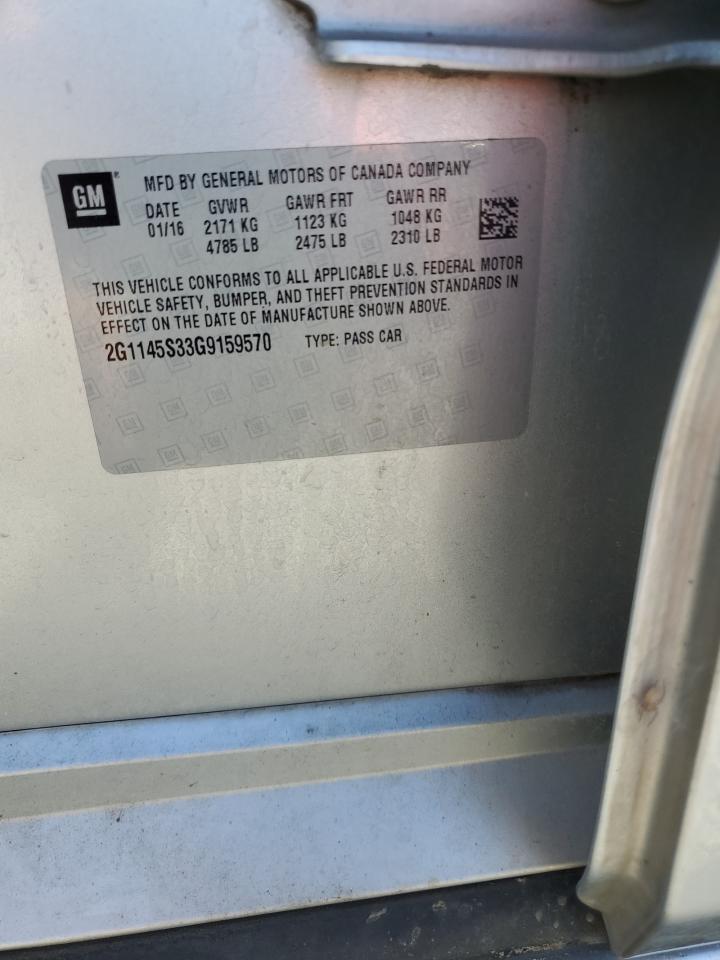 GM
MFD BY GENERAL MOTORS OF CANADA COMPANY
DATE GVWR GAWR FRT GAWR RR
01/16 2171 KG 1123 KG 1048 KG
4785 LB 2475 LB 2310 LB
THIS VEHICLE CONFORMS TO ALL APPLICABLE U.S. FEDERAL MOTOR
VEHICLE SAFETY, BUMPER, AND THEFT PREVENTION STANDARDS IN
EFFECT ON THE DATE OF MANUFACTURE SHOWN ABOVE.
2G1145S33G9159570 TYPE: PASS CAR